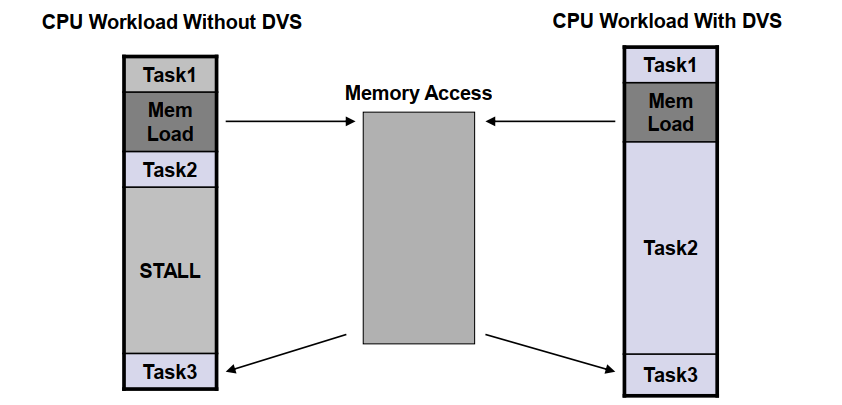 CPU Workload Without DVS
CPU Workload With DVS
Task1
Mem
Load
Task2
STALL
Task3
Memory Access
Task1
Mem
Load
Task2
Task3